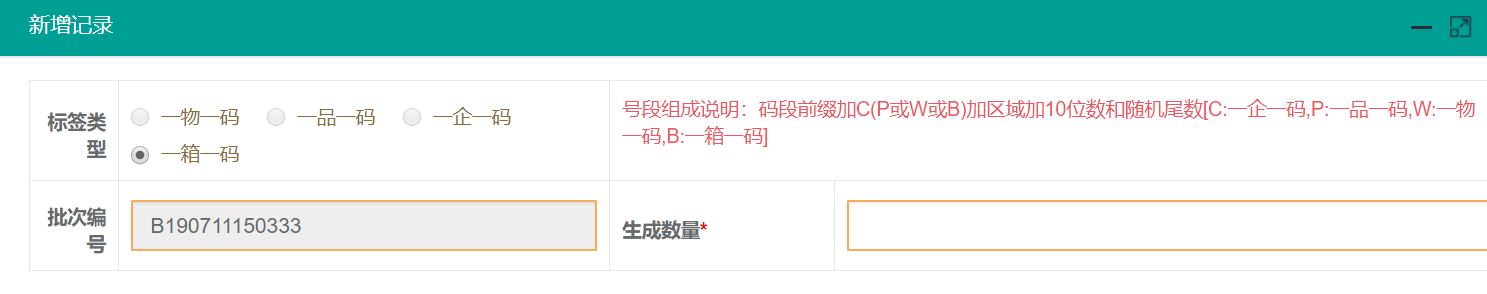 新增记录
标签类型
一物一码 一品一码 一企一码
一箱一码
号段组成说明：码段前缀加C(P或W或B)加区域加10位数和随机尾数[C:一企一码,P:一品一码,W:一物
一码,B:一箱一码]
批次编号
B190711150333
生成数量*